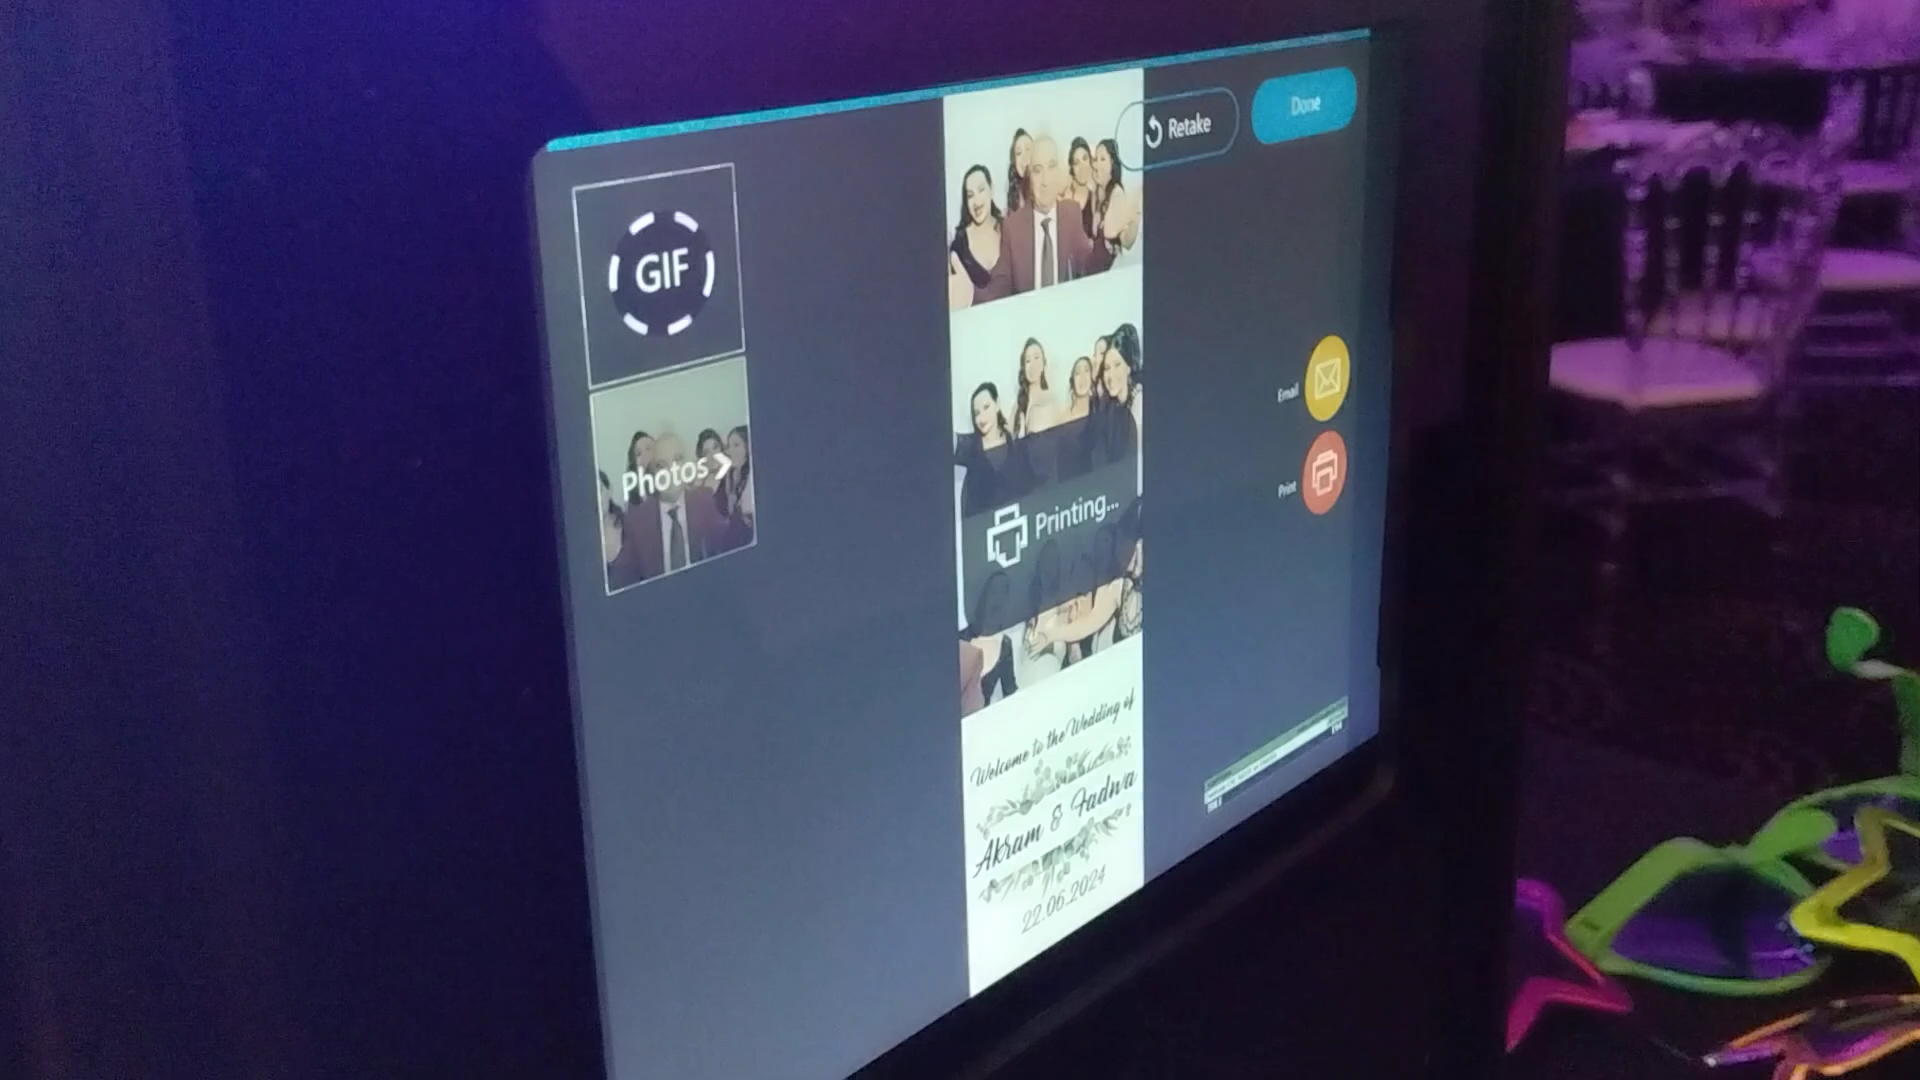 Retake
Done
GIF
Photos
Email
Print
Printing...
Welcome to the Wedding of
Akram & Fadwa
22.06.2024